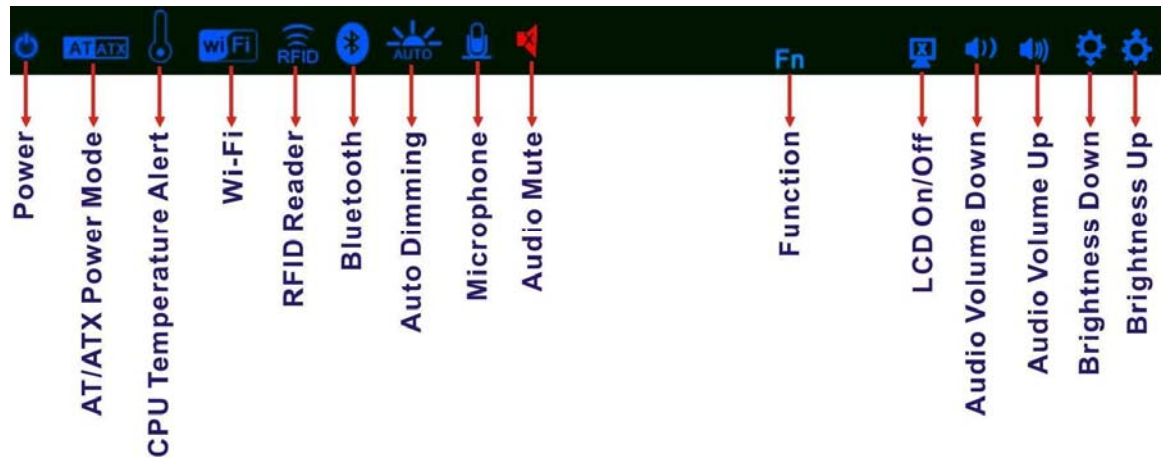 AT ATX
Wi Fi
RFID
AUTO
Fn
Power
AT/ATX Power Mode
CPU Temperature Alert
Wi-Fi
RFID Reader
Bluetooth
Auto Dimming
Microphone
Audio Mute
Function
LCD On/Off
Audio Volume Down
Audio Volume Up
Brightness Down
Brightness Up